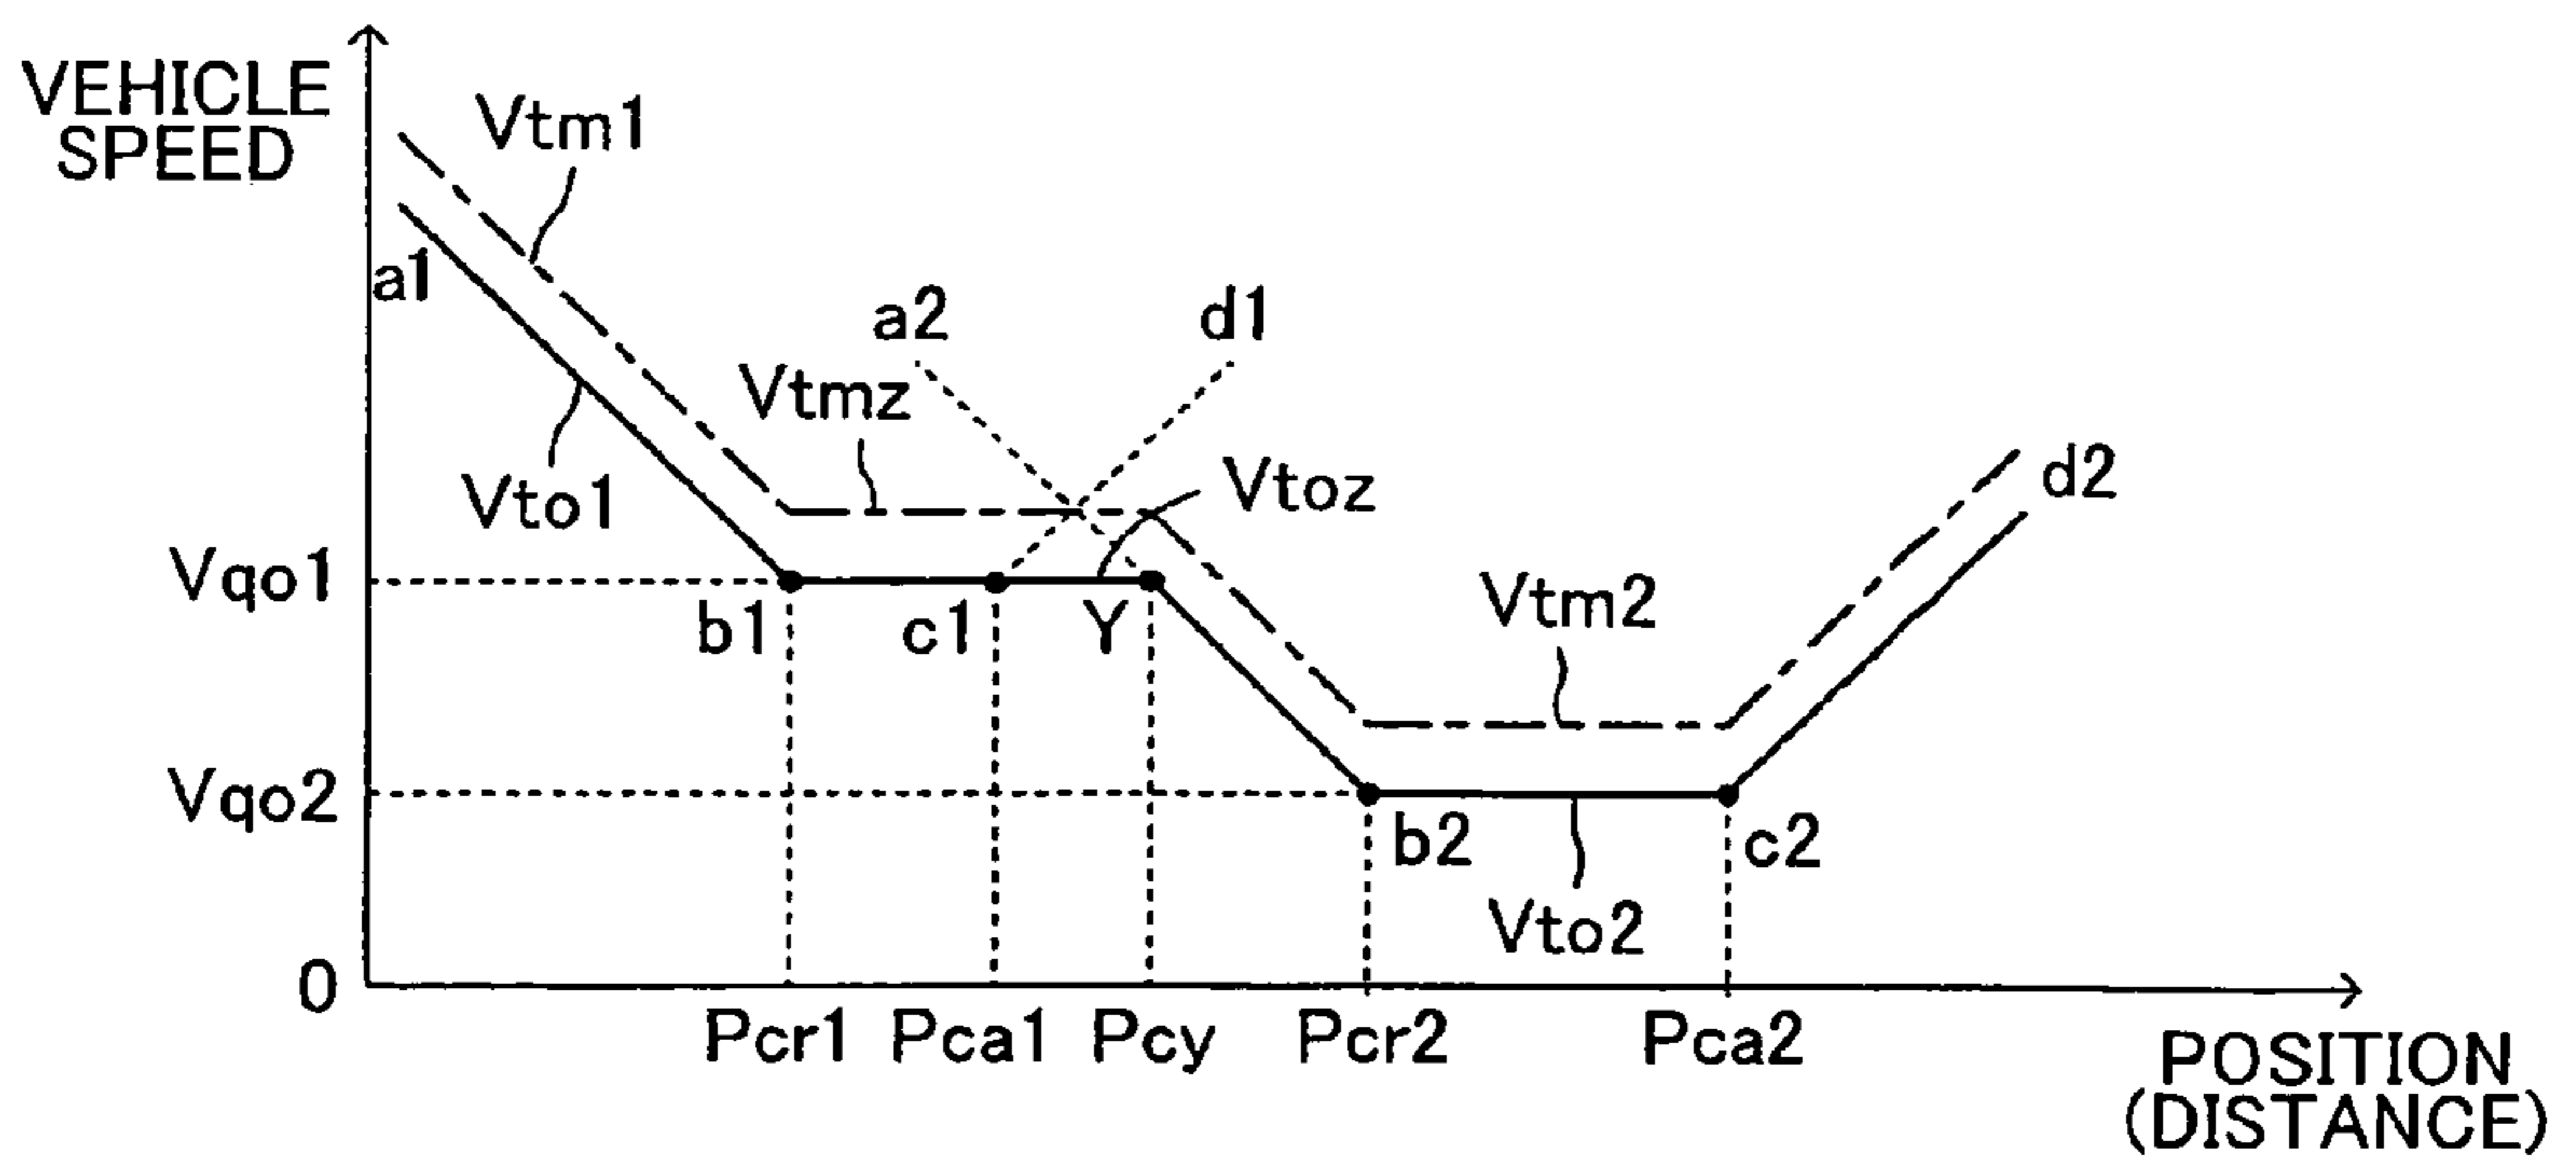 VEHICLE
SPEED
Vtm1
a1
a2
d1
Vtmz
Vto1
Vtoz
d2
Vqo1
b1
c1
Y
Vtm2
Vqo2
b2
c2
Vto2
0
Pcr1
Pca1
Pcy
Pcr2
Pca2
POSITION
(DISTANCE)